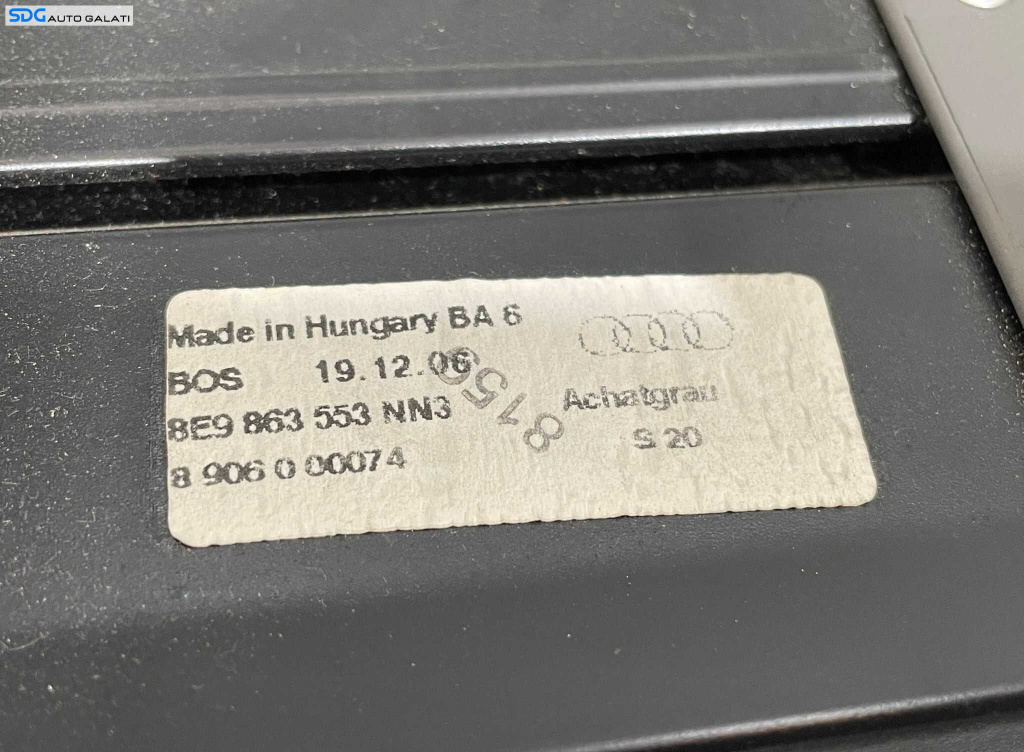 SDG AUTO GALATI
Made in Hungary BA 6
BOS 19.12.06
8E9 863 553 NN3
8 906 0 00074
Achatgrau
S 20